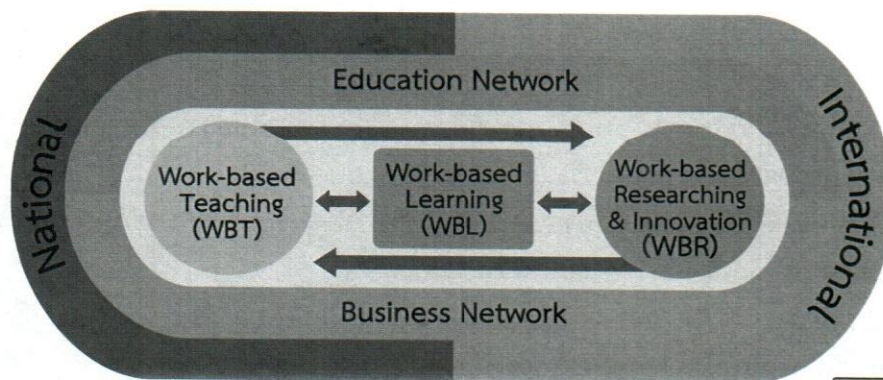 Education Network
National
International
Work-based
Teaching
(WBT)
Work-based
Learning
(WBL)
Work-based
Researching
& Innovation
(WBR)
Business Network